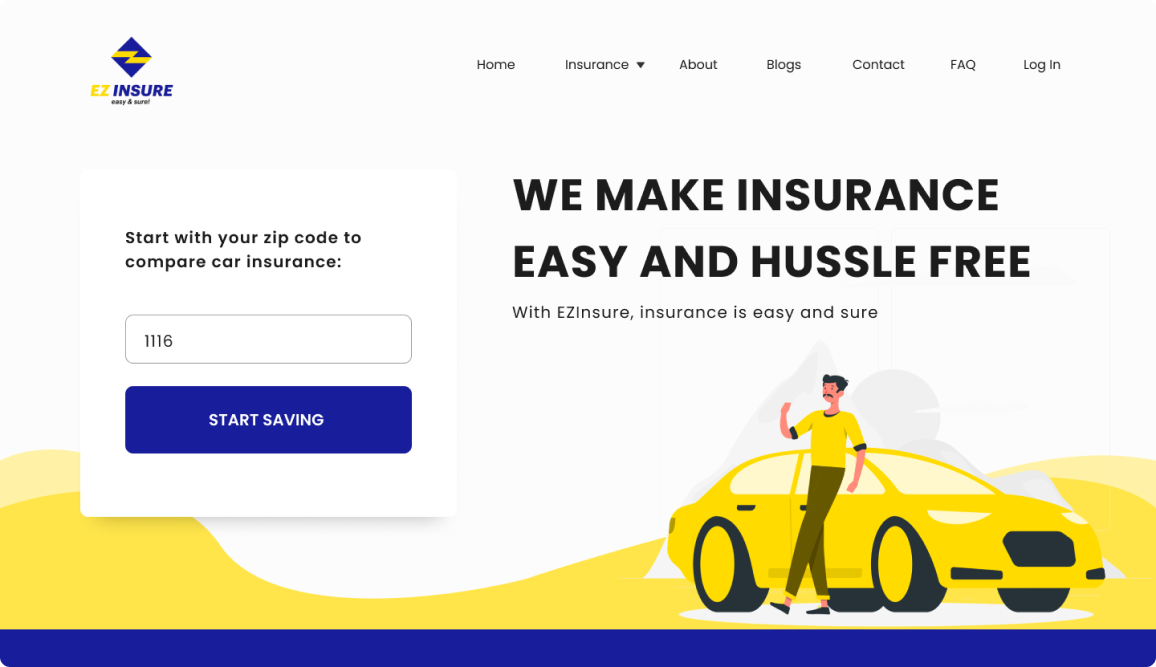 EZ INSURE
easy & sure!
Home Insurance About Blogs Contact FAQ Log In
Start with your zip code to
compare car insurance:
1116
START SAVING
WE MAKE INSURANCE
EASY AND HUSSLE FREE
With EZInsure, insurance is easy and sure